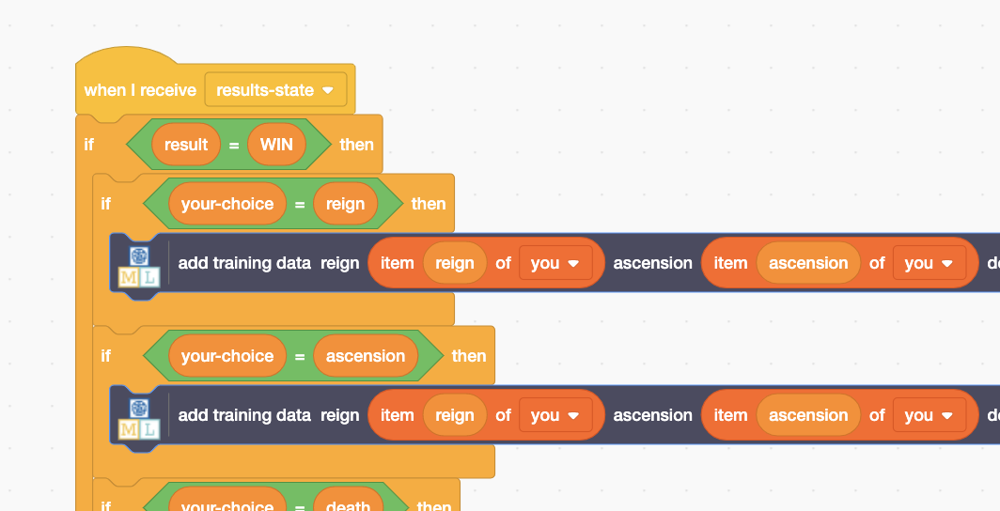 when I receive results-state
if result = WIN then
if your-choice = reign then
ML add training data reign item reign of you ascension item ascension of you de
if your-choice = ascension then
ML add training data reign item reign of you ascension item ascension of you de
if your-choice = death then